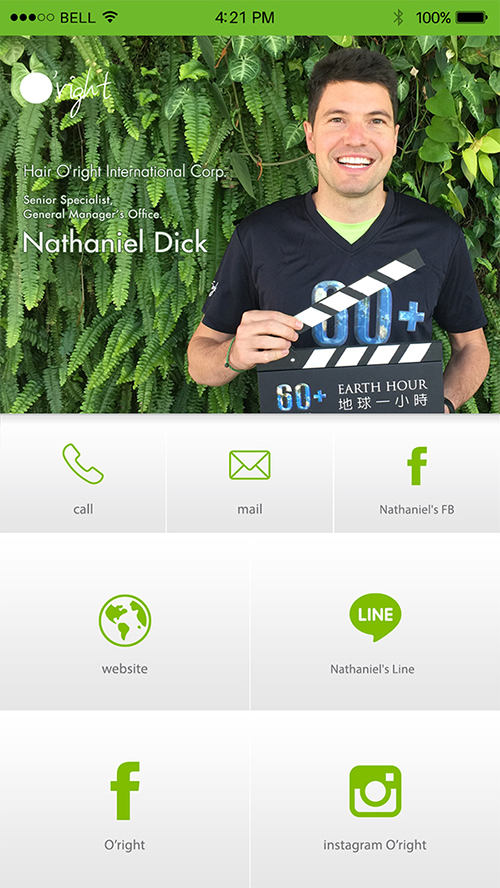 BELL 4:21 PM 100%
O'right
Hair O'right International Corp.
Senior Specialist,
General Manager's Office.
Nathaniel Dick
60+
60+ EARTH HOUR
地球一小時
call mail Nathaniel's FB
LINE
website Nathaniel's Line
O'right instagram O'right